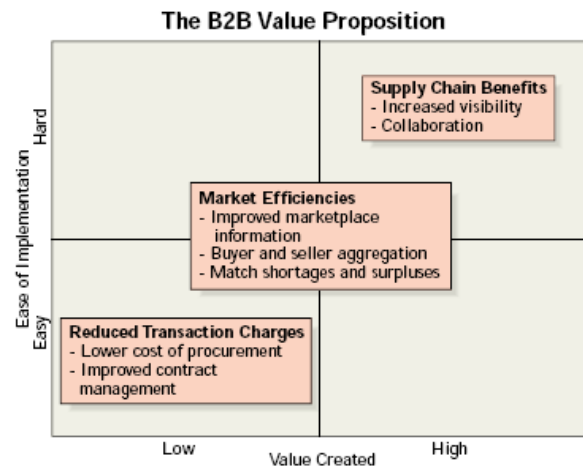 The B2B Value Proposition
Supply Chain Benefits
- Increased visibility
- Collaboration
Hard
Market Efficiencies
- Improved marketplace
information
- Buyer and seller aggregation
- Match shortages and surpluses
Ease of Implementation
Easy
Reduced Transaction Charges
- Lower cost of procurement
- Improved contract
management
Low
High
Value Created